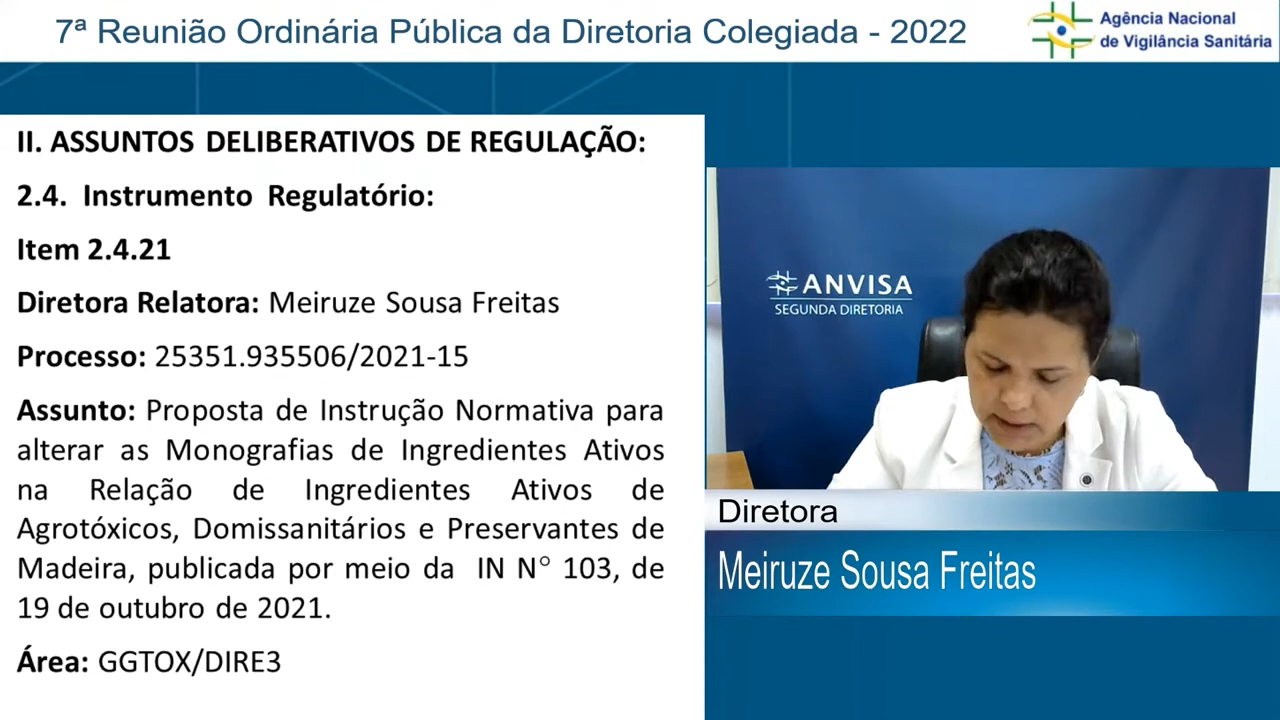 7ª Reunião Ordinária Pública da Diretoria Colegiada - 2022
Agência Nacional
de Vigilância Sanitária
II. ASSUNTOS DELIBERATIVOS DE REGULAÇÃO:
2.4. Instrumento Regulatório:
Item 2.4.21
Diretora Relatora: Meiruze Sousa Freitas
Processo: 25351.935506/2021-15
Assunto: Proposta de Instrução Normativa para
alterar as Monografias de Ingredientes Ativos
na Relação de Ingredientes Ativos de
Agrotóxicos, Domissanitários e Preservantes de
Madeira, publicada por meio da IN N° 103, de
19 de outubro de 2021.
Área: GGTOX/DIRE3
ANVISA
SEGUNDA DIRETORIA
Diretora
Meiruze Sousa Freitas